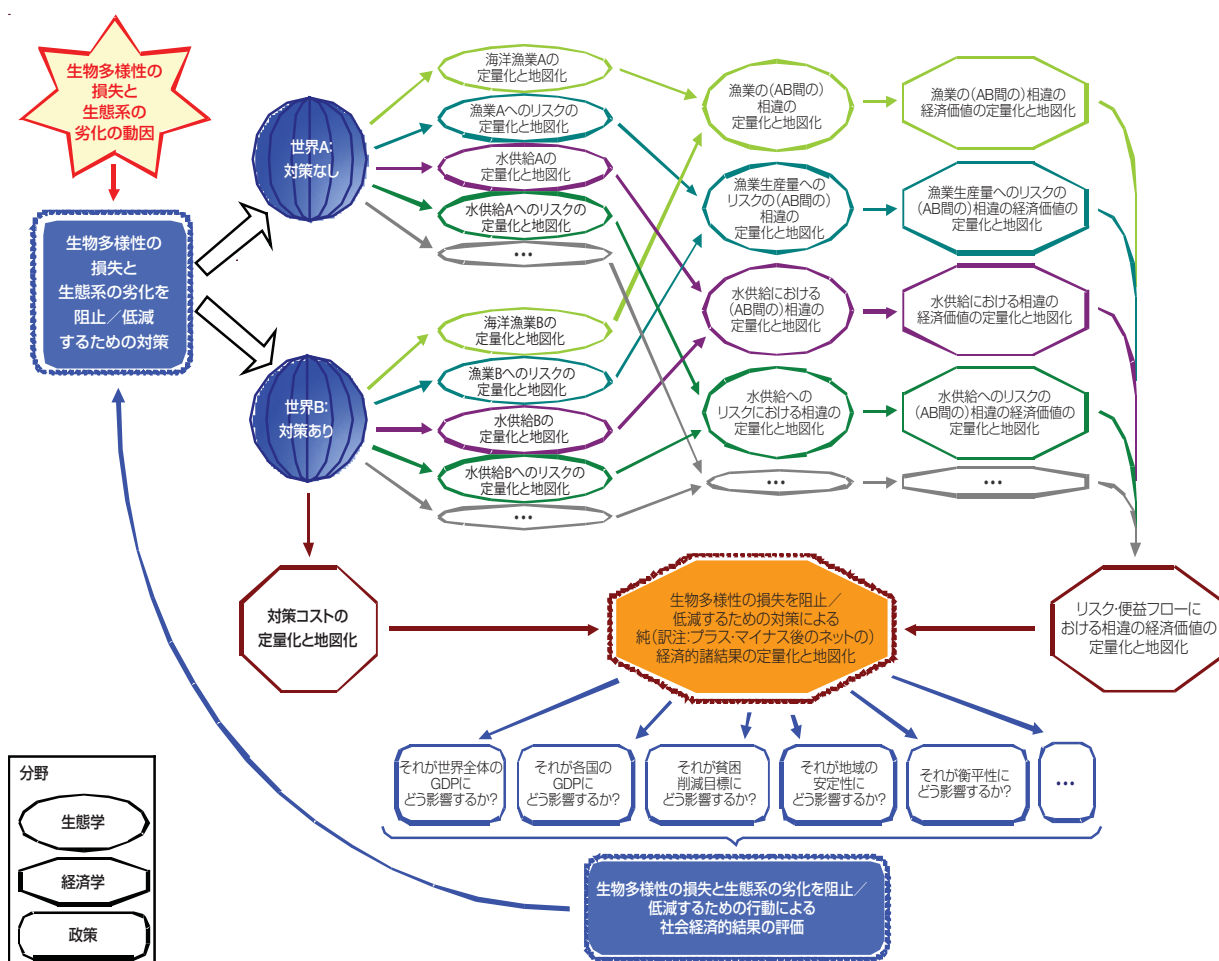 生物多様性の
損失と
生態系の
劣化の動因
生物多様性の
損失と
生態系の劣化を
阻止／低減
するための対策
世界A:
対策なし
世界B:
対策あり
海洋漁業Aの
定量化と地図化
漁業Aへのリスクの
定量化と地図化
水供給Aの
定量化と地図化
水供給Aへのリスクの
定量化と地図化
…
海洋漁業Bの
定量化と地図化
漁業Bへのリスクの
定量化と地図化
水供給Bの
定量化と地図化
水供給Bへのリスクの
定量化と地図化
…
漁業の(AB間の)
相違の
定量化と地図化
漁業生産量への
リスクの(AB間の)
相違の
定量化と地図化
水供給における
(AB間の)相違の
定量化と地図化
水供給への
リスクにおける相違の
定量化と地図化
…
漁業の(AB間の)相違の
経済価値の定量化と地図化
漁業生産量へのリスクの
(AB間の)相違の経済価値の
定量化と地図化
水供給における相違の
経済価値の定量化と地図化
水供給へのリスクの
(AB間の)相違の経済価値の
定量化と地図化
…
対策コストの
定量化と地図化
生物多様性の損失を阻止／
低減するための対策による
純(訳注:プラス・マイナス後のネットの)
経済的諸結果の定量化と地図化
リスク・便益フローに
おける相違の経済価値の
定量化と地図化
それが世界全体の
GDPに
どう影響するか?
それが各国の
GDPに
どう影響するか?
それが貧困
削減目標に
どう影響するか?
それが地域の
安定性に
どう影響するか?
それが衡平性に
どう影響するか?
…
生物多様性の損失と生態系の劣化を阻止／
低減するための行動による
社会経済的結果の評価
分野
生態学
経済学
政策